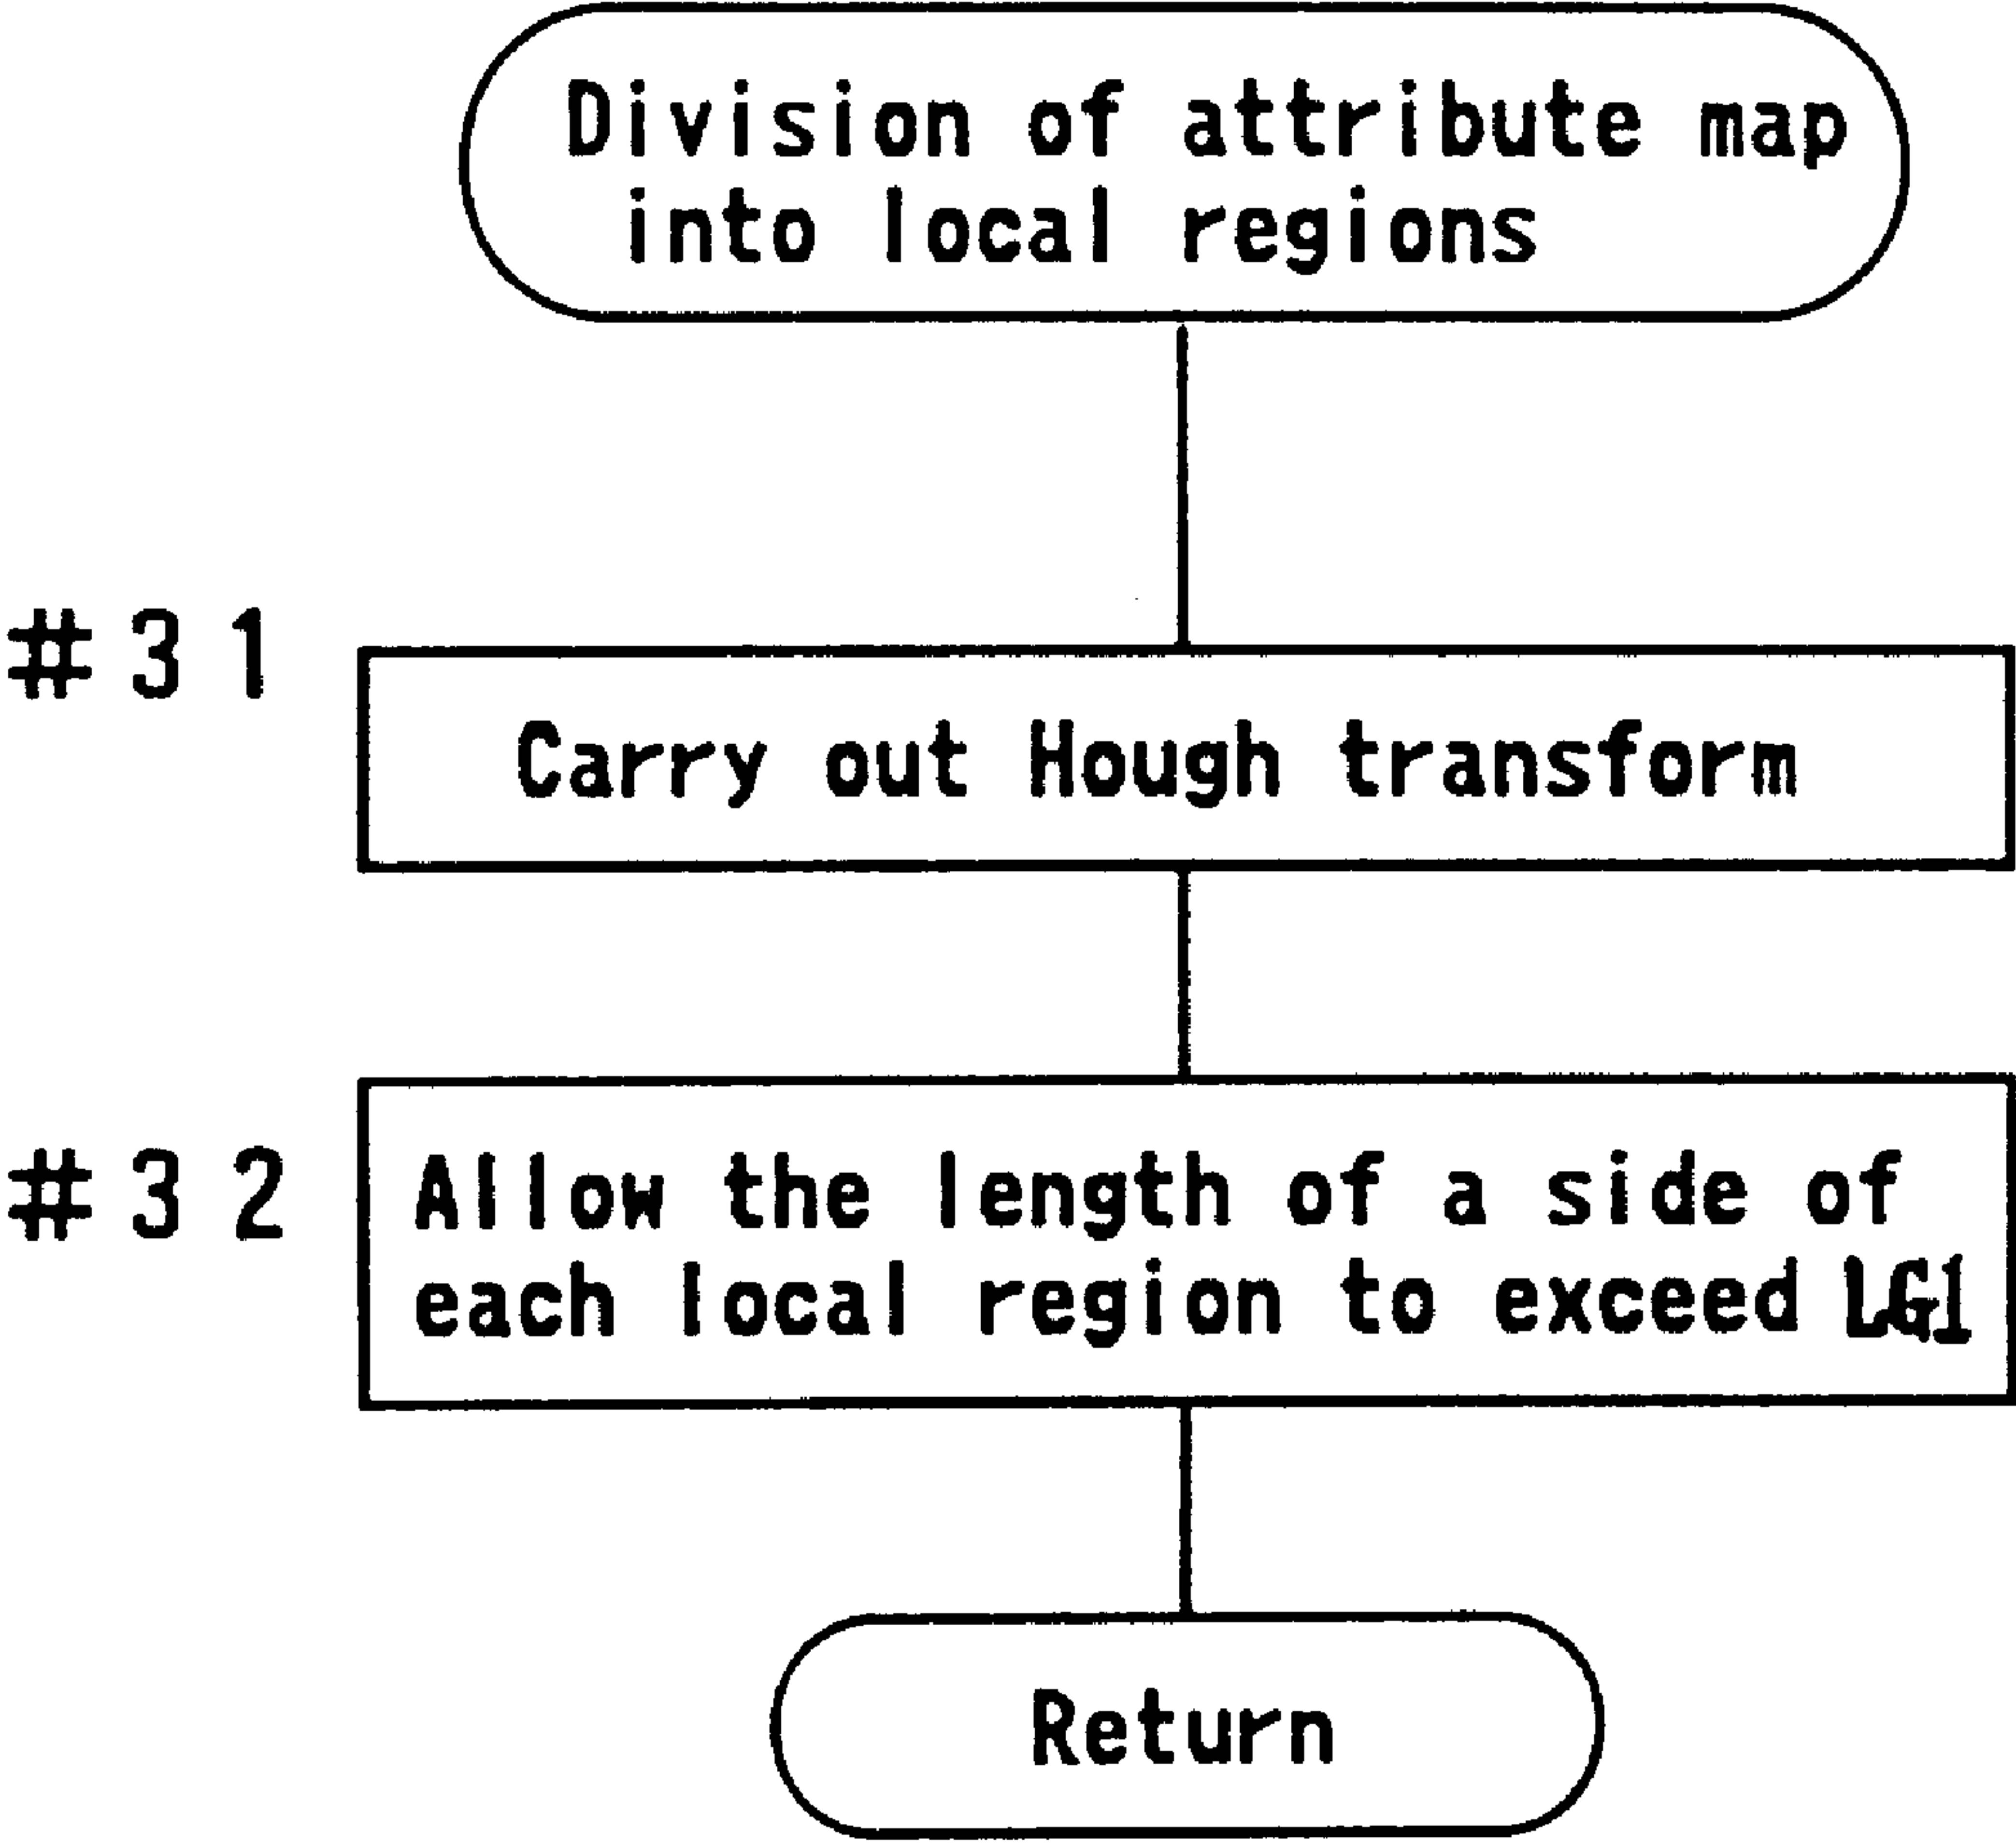 Division of attribute map
into local regions
#31
Carry out Hough transform
#32
Allow the length of a side of
each local region to exceed
Return